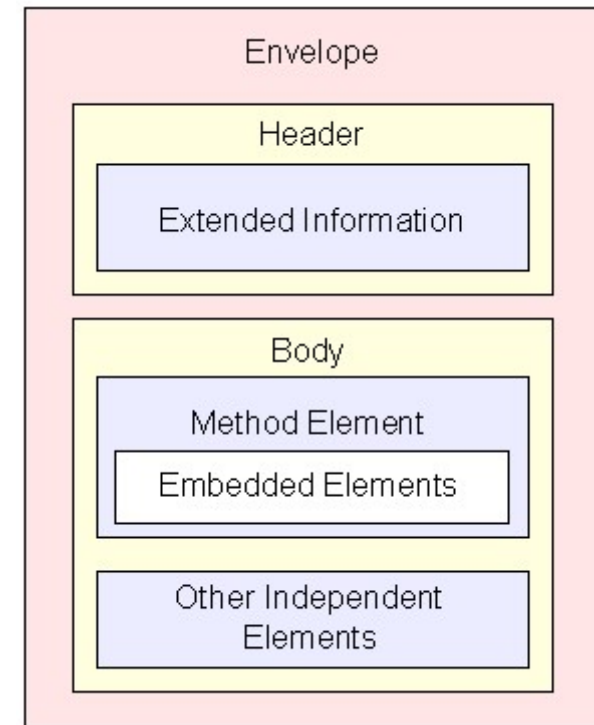 Envelope
Header
Extended Information
Body
Method Element
Embedded Elements
Other Independent
Elements